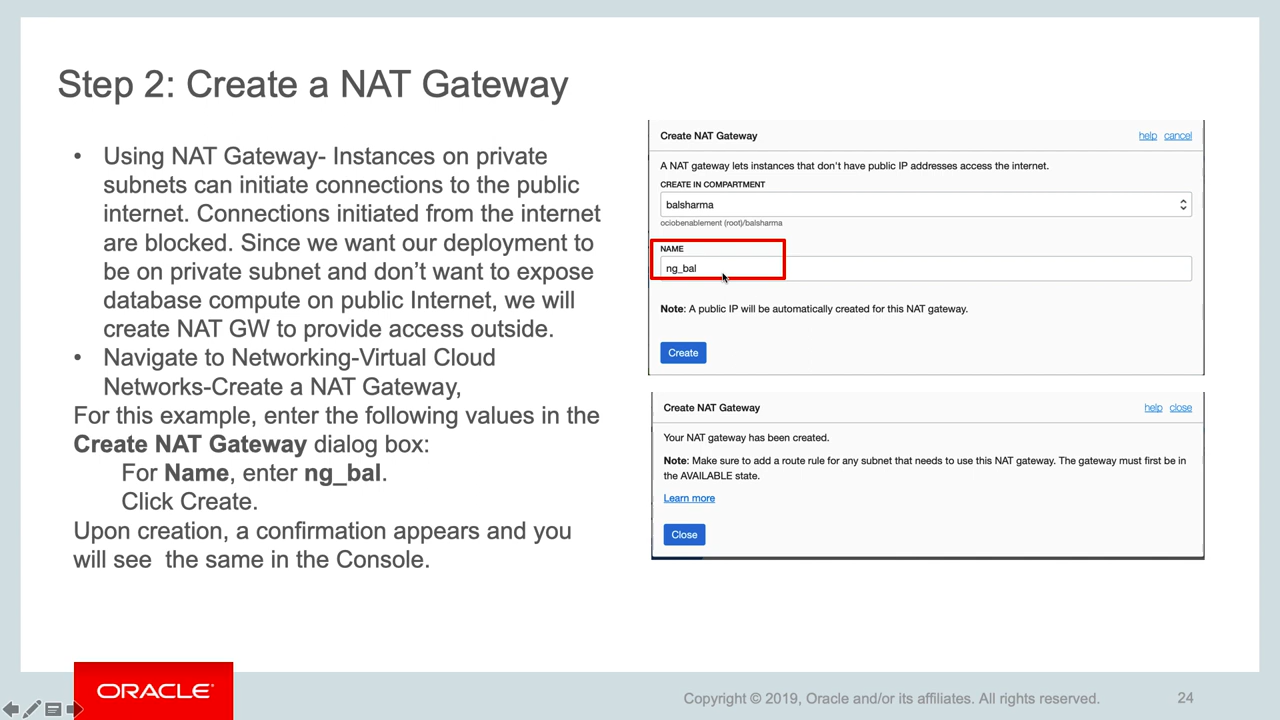 Step 2: Create a NAT Gateway
• Using NAT Gateway- Instances on private
subnets can initiate connections to the public
internet. Connections initiated from the internet
are blocked. Since we want our deployment to
be on private subnet and don’t want to expose
database compute on public Internet, we will
create NAT GW to provide access outside.
• Navigate to Networking-Virtual Cloud
Networks-Create a NAT Gateway,
For this example, enter the following values in the
Create NAT Gateway dialog box:
For Name, enter ng_bal.
Click Create.
Upon creation, a confirmation appears and you
will see the same in the Console.
Create NAT Gateway
help cancel
A NAT gateway lets instances that don't have public IP addresses access the internet.
CREATE IN COMPARTMENT
balsharma
ociobenablement (root)/balsharma
NAME
ng_bal
Note: A public IP will be automatically created for this NAT gateway.
Create
Create NAT Gateway
help close
Your NAT gateway has been created.
Note: Make sure to add a route rule for any subnet that needs to use this NAT gateway. The gateway must first be in
the AVAILABLE state.
Learn more
Close
ORACLE
Copyright © 2019, Oracle and/or its affiliates. All rights reserved.
24